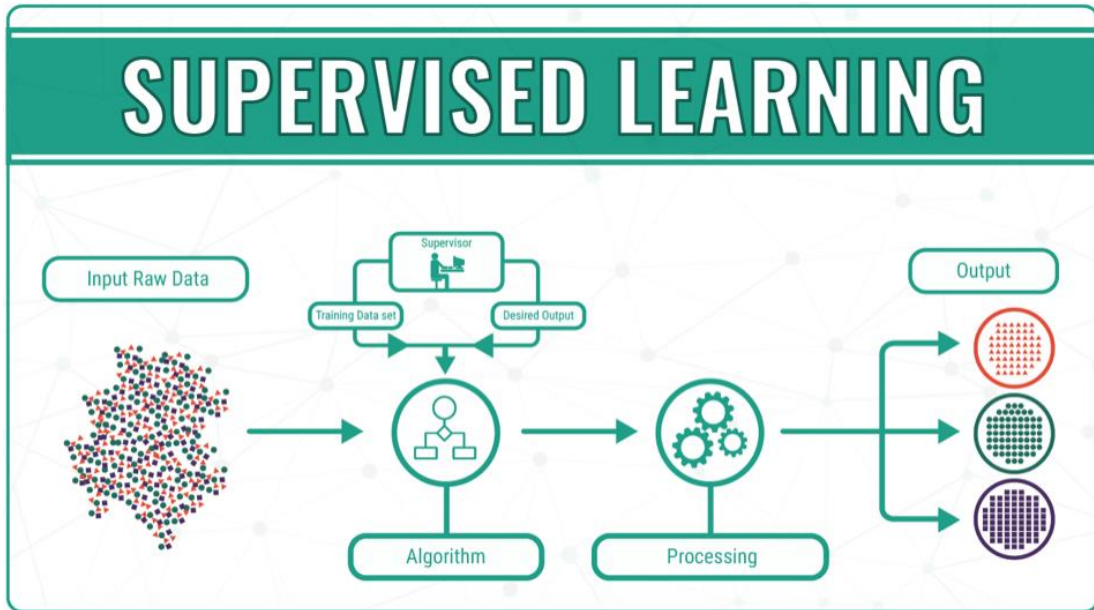 SUPERVISED LEARNING
Input Raw Data
Supervisor
Training Data set
Desired Output
Algorithm
Processing
Output